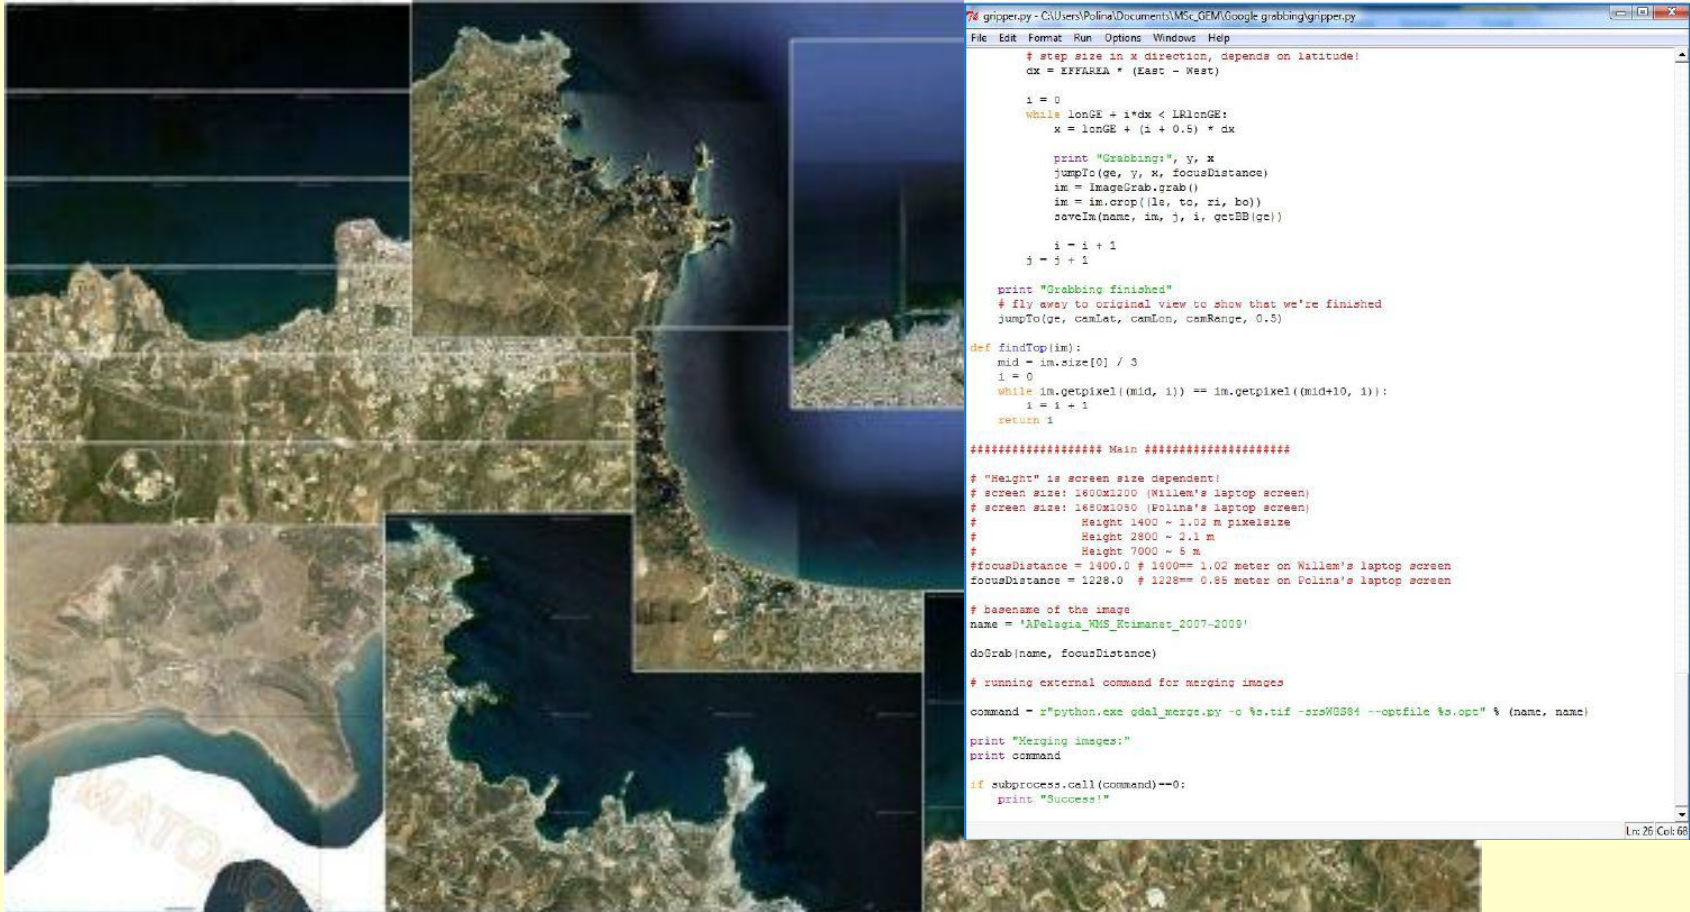 gripper.py - C:\Users\Polina\Documents\MSc_GEM\Google grabbing\gripper.py
File Edit Format Run Options Windows Help
# step size in x direction, depends on latitude!
dx = EFFAREA * (East - West)
i = 0
while lonGE + i*dx < LRlonGE:
x = lonGE + (i + 0.5) * dx
print "Grabbing:", y, x
jumpTo(ge, y, x, focusDistance)
im = ImageGrab.grab()
im = im.crop((le, to, ri, bo))
saveIm(name, im, j, i, getBB(ge))
i = i + 1
j = j + 1
print "Grabbing finished"
# fly away to original view to show that we're finished
jumpTo(ge, camLat, camLon, camRange, 0.5)
def findTop(im):
mid = im.size[0] / 3
i = 0
while im.getpixel((mid, i)) == im.getpixel((mid+10, i)):
i = i + 1
return i
################### Main #####################
# "Height" is screen size dependent!
# screen size: 1600x1200 (Willem's laptop screen)
# screen size: 1680x1050 (Polina's laptop screen)
# Height 1400 ~ 1.02 m pixelsize
# Height 2800 ~ 2.1 m
# Height 7000 ~ 5 m
#focusDistance = 1400.0 # 1400== 1.02 meter on Willem's laptop screen
focusDistance = 1228.0 # 1228== 0.85 meter on Polina's laptop screen
# basename of the image
name = 'APelagia_WMS_Ktimanet_2007-2009'
doGrab(name, focusDistance)
# running external command for merging images
command = r"python.exe gdal_merge.py -o %s.tif -srsWGS84 --optfile %s.opt" % (name, name)
print "Merging images:"
print command
if subprocess.call(command)==0:
print "Success!"
Ln: 26 Col: 68